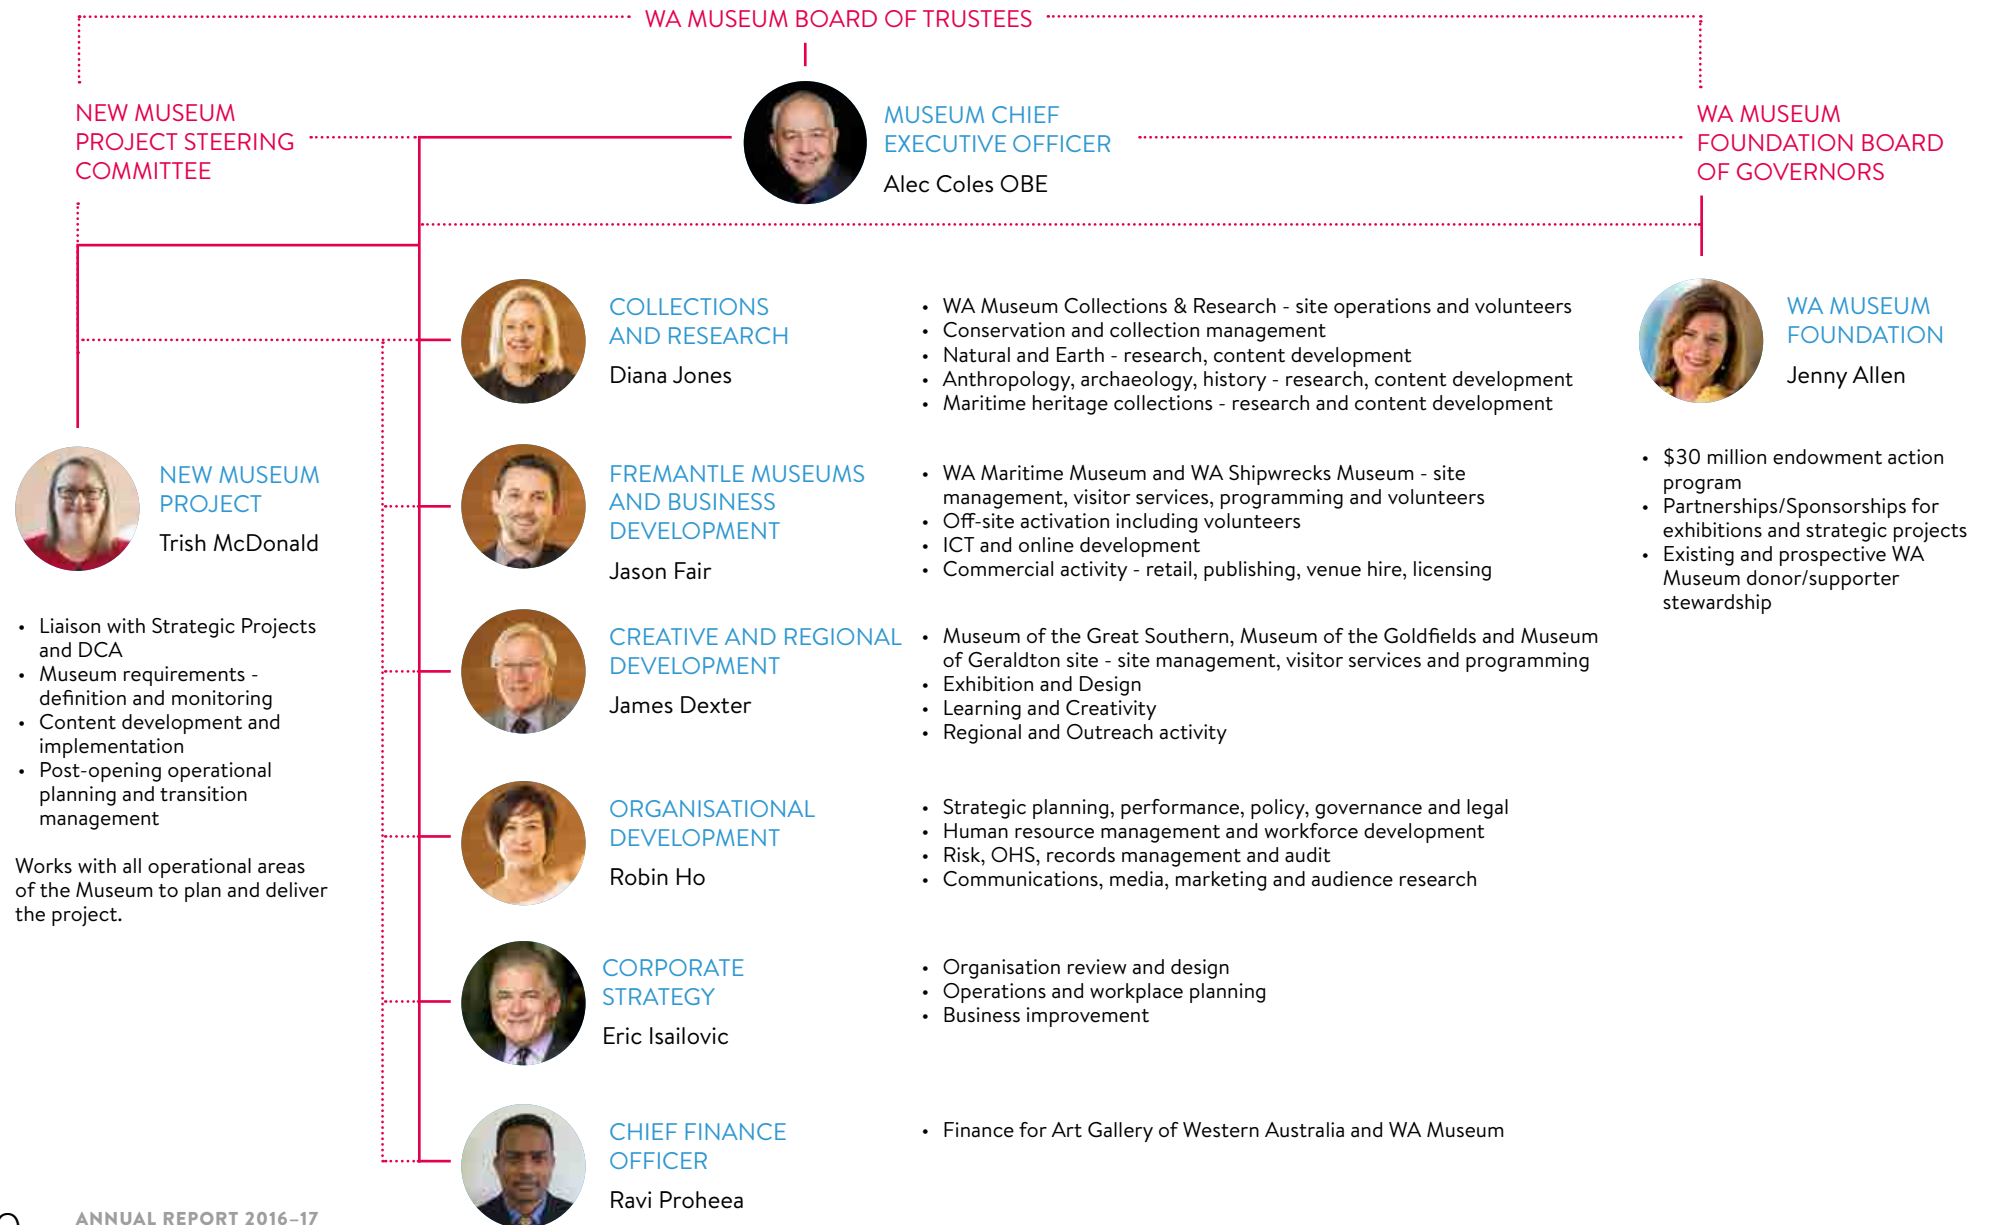 WA MUSEUM BOARD OF TRUSTEES
NEW MUSEUM
PROJECT STEERING
COMMITTEE
MUSEUM CHIEF
EXECUTIVE OFFICER
Alec Coles OBE
WA MUSEUM
FOUNDATION BOARD
OF GOVERNORS
COLLECTIONS
AND RESEARCH
Diana Jones
• WA Museum Collections & Research - site operations and volunteers
• Conservation and collection management
• Natural and Earth - research, content development
• Anthropology, archaeology, history - research, content development
• Maritime heritage collections - research and content development
WA MUSEUM
FOUNDATION
Jenny Allen
• $30 million endowment action
program
• Partnerships/Sponsorships for
exhibitions and strategic projects
• Existing and prospective WA
Museum donor/supporter
stewardship
NEW MUSEUM
PROJECT
Trish McDonald
• Liaison with Strategic Projects
and DCA
• Museum requirements -
definition and monitoring
• Content development and
implementation
• Post-opening operational
planning and transition
management
Works with all operational areas
of the Museum to plan and deliver
the project.
FREMANTLE MUSEUMS
AND BUSINESS
DEVELOPMENT
Jason Fair
• WA Maritime Museum and WA Shipwrecks Museum - site
management, visitor services, programming and volunteers
• Off-site activation including volunteers
• ICT and online development
• Commercial activity - retail, publishing, venue hire, licensing
CREATIVE AND REGIONAL
DEVELOPMENT
James Dexter
• Museum of the Great Southern, Museum of the Goldfields and Museum
of Geraldton site - site management, visitor services and programming
• Exhibition and Design
• Learning and Creativity
• Regional and Outreach activity
ORGANISATIONAL
DEVELOPMENT
Robin Ho
• Strategic planning, performance, policy, governance and legal
• Human resource management and workforce development
• Risk, OHS, records management and audit
• Communications, media, marketing and audience research
CORPORATE
STRATEGY
Eric Isailovic
• Organisation review and design
• Operations and workplace planning
• Business improvement
CHIEF FINANCE
OFFICER
Ravi Proheea
• Finance for Art Gallery of Western Australia and WA Museum
ANNUAL REPORT 2016–17